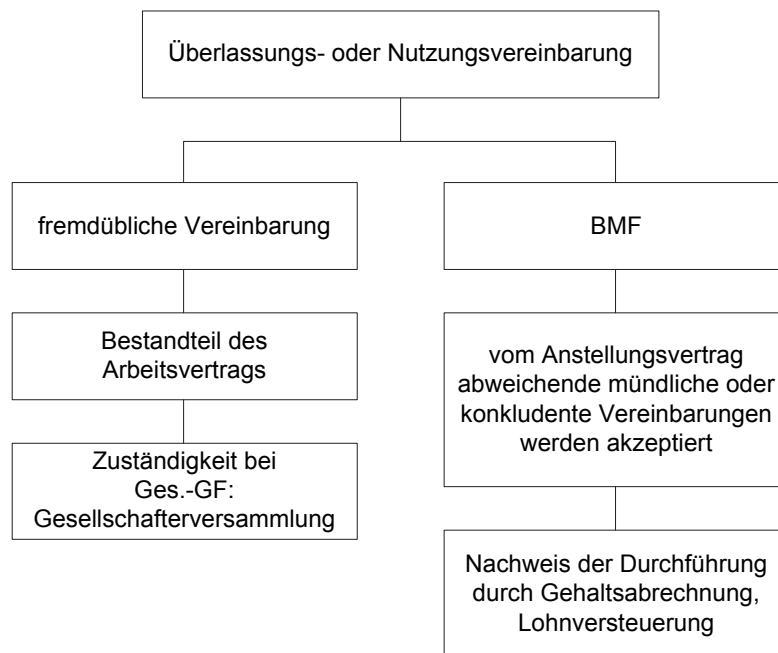 Überlassungs- oder Nutzungsvereinbarung
fremdübliche Vereinbarung
Bestandteil des
Arbeitsvertrags
Zuständigkeit bei
Ges.-GF:
Gesellschafterversammlung
BMF
vom Anstellungsvertrag
abweichende mündliche oder
konkludente Vereinbarungen
werden akzeptiert
Nachweis der Durchführung
durch Gehaltsabrechnung,
Lohnversteuerung